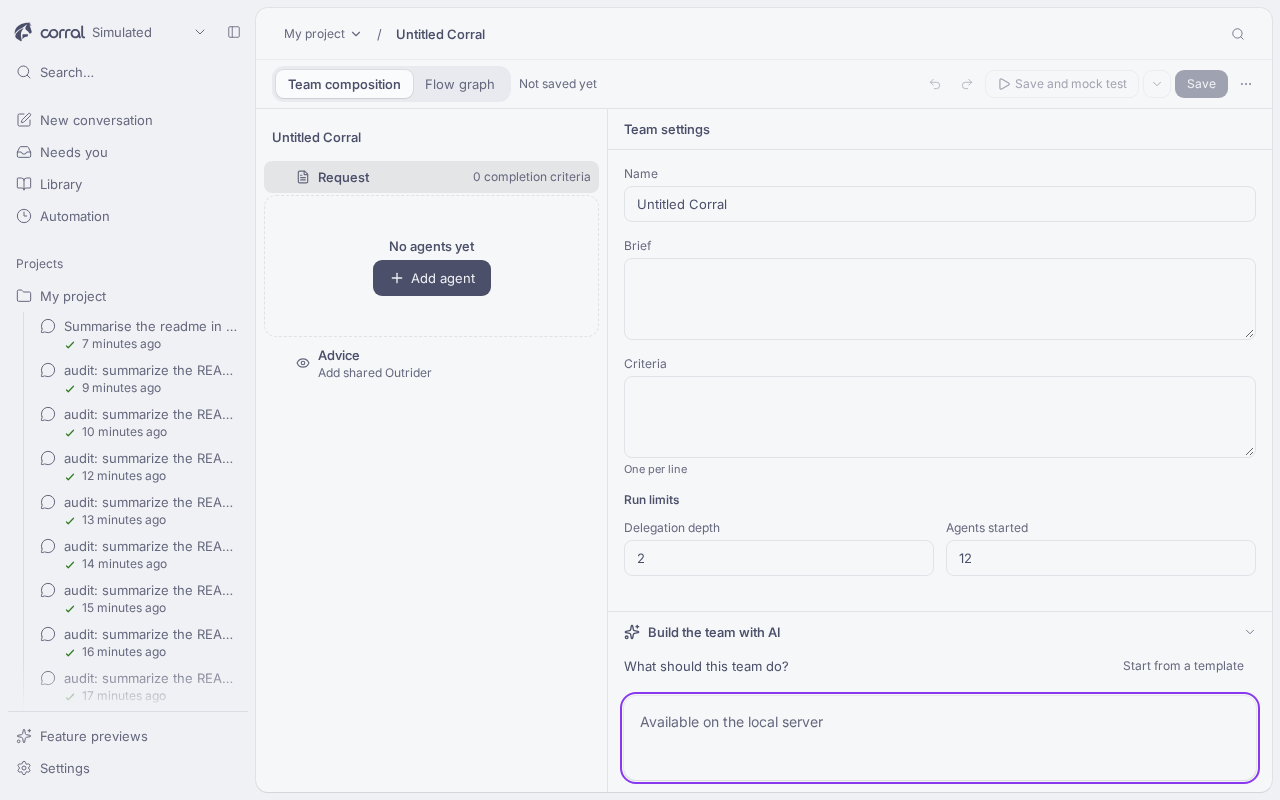 corral Simulated
Search...
New conversation
Needs you
Library
Automation
Projects
My project
Summarise the readme in ...
7 minutes ago
audit: summarize the REA...
9 minutes ago
audit: summarize the REA...
10 minutes ago
audit: summarize the REA...
12 minutes ago
audit: summarize the REA...
13 minutes ago
audit: summarize the REA...
14 minutes ago
audit: summarize the REA...
15 minutes ago
audit: summarize the REA...
16 minutes ago
audit: summarize the REA...
17 minutes ago
Feature previews
Settings
My project / Untitled Corral
Team composition Flow graph Not saved yet Save and mock test Save
Untitled Corral
Request 0 completion criteria
No agents yet
Add agent
Advice
Add shared Outrider
Team settings
Name
Untitled Corral
Brief
Criteria
One per line
Run limits
Delegation depth Agents started
2 12
Build the team with AI
What should this team do? Start from a template
Available on the local server